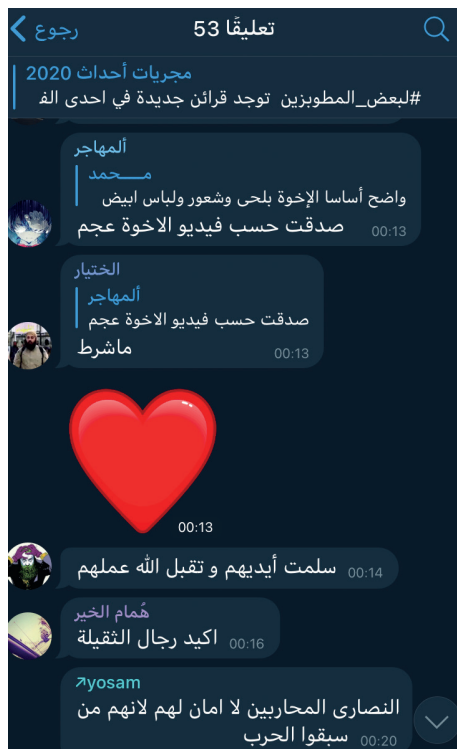 رجوع
53 تعليقًا
مجريات أحداث 2020
#لبعض_المطوبزين توجد قرائن جديدة في احدى الف
ألمهاجر
مــــحمد
واضح أساسا الإخوة بلحى وشعور ولباس ابيض
صدقت حسب فيديو الاخوة عجم
00:13
الختيار
ألمهاجر
صدقت حسب فيديو الاخوة عجم
ماشرط
00:13
00:13
سلمت أيديهم و تقبل الله عملهم
00:14
هُمام الخير
اكيد رجال الثقيلة
00:16
yosam
النصارى المحاربين لا امان لهم لانهم من
سبقوا الحرب
00:20